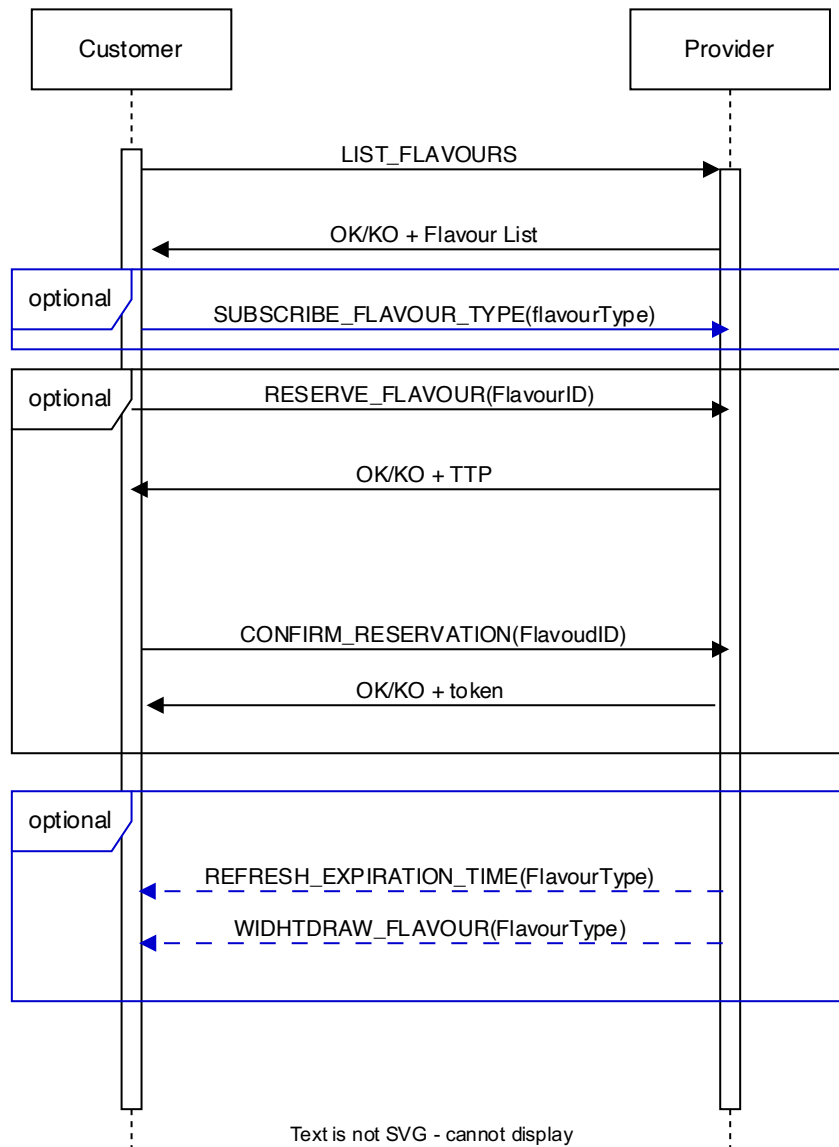 Customer
Provider
LIST_FLAVOURS
OK/KO + Flavour List
optional
SUBSCRIBE_FLAVOUR_TYPE(flavourType)
optional
RESERVE_FLAVOUR(FlavourID)
OK/KO + TTP
CONFIRM_RESERVATION(FlavoudID)
OK/KO + token
optional
REFRESH_EXPIRATION_TIME(FlavourType)
WIDHTDRAW_FLAVOUR(FlavourType)
Text is not SVG - cannot display